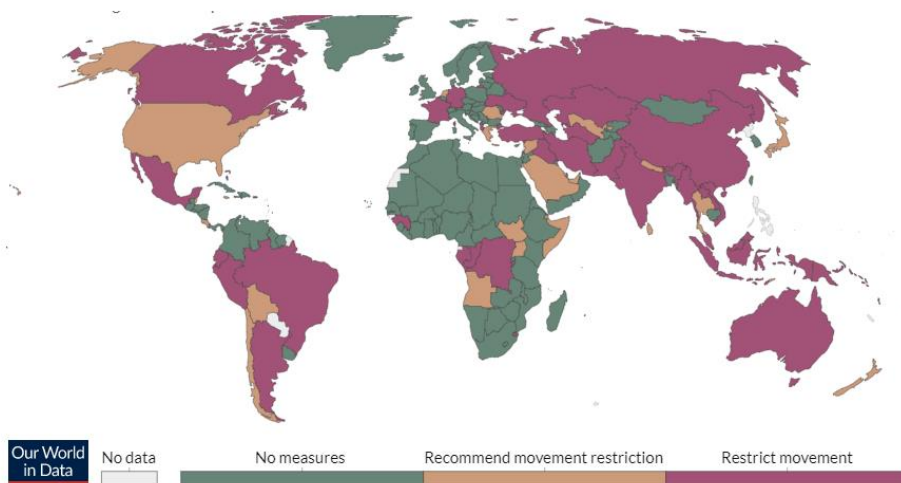 Our World
in Data
No data
No measures
Recommend movement restriction
Restrict movement